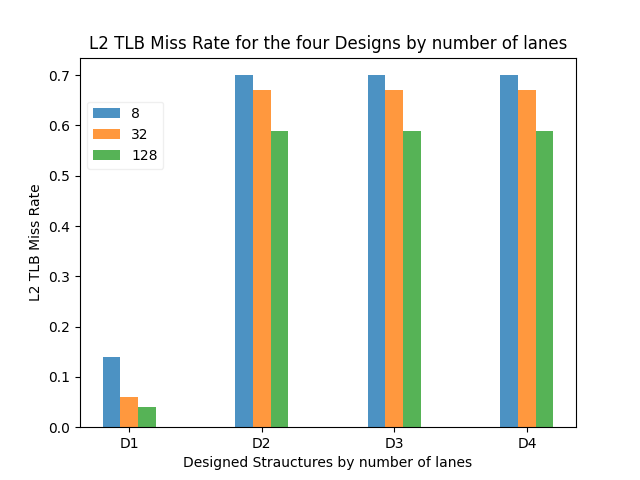 L2 TLB Miss Rate for the four Designs by number of lanes
0.7
0.6
0.5
0.4
0.3
0.2
0.1
0.0
L2 TLB Miss Rate
8
32
128
D1 D2 D3 D4
Designed Strauctures by number of lanes